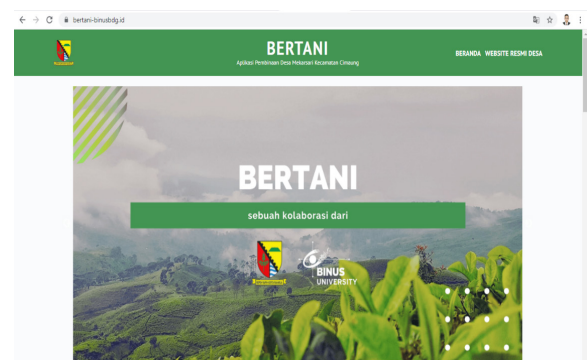 bertani-binusbdg.id
BERTANI
Aplikasi Pembinaan Desa Mekarsari Kecamatan Cimaung
BERANDA WEBSITE RESMI DESA
BERTANI
sebuah kolaborasi dari
BINUS
UNIVERSITY